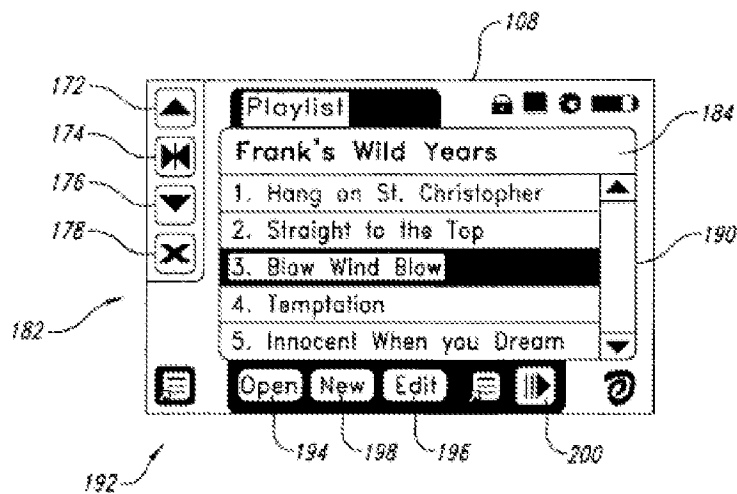 108
172
Playlist
184
174
Frank's Wild Years
176
1. Hang on St. Christopher
178
2. Straight to the Top
190
3. Blow Wind Blow
4. Temptation
182
5. Innocent When you Dream
Open New Edit
194 198 196 200
192